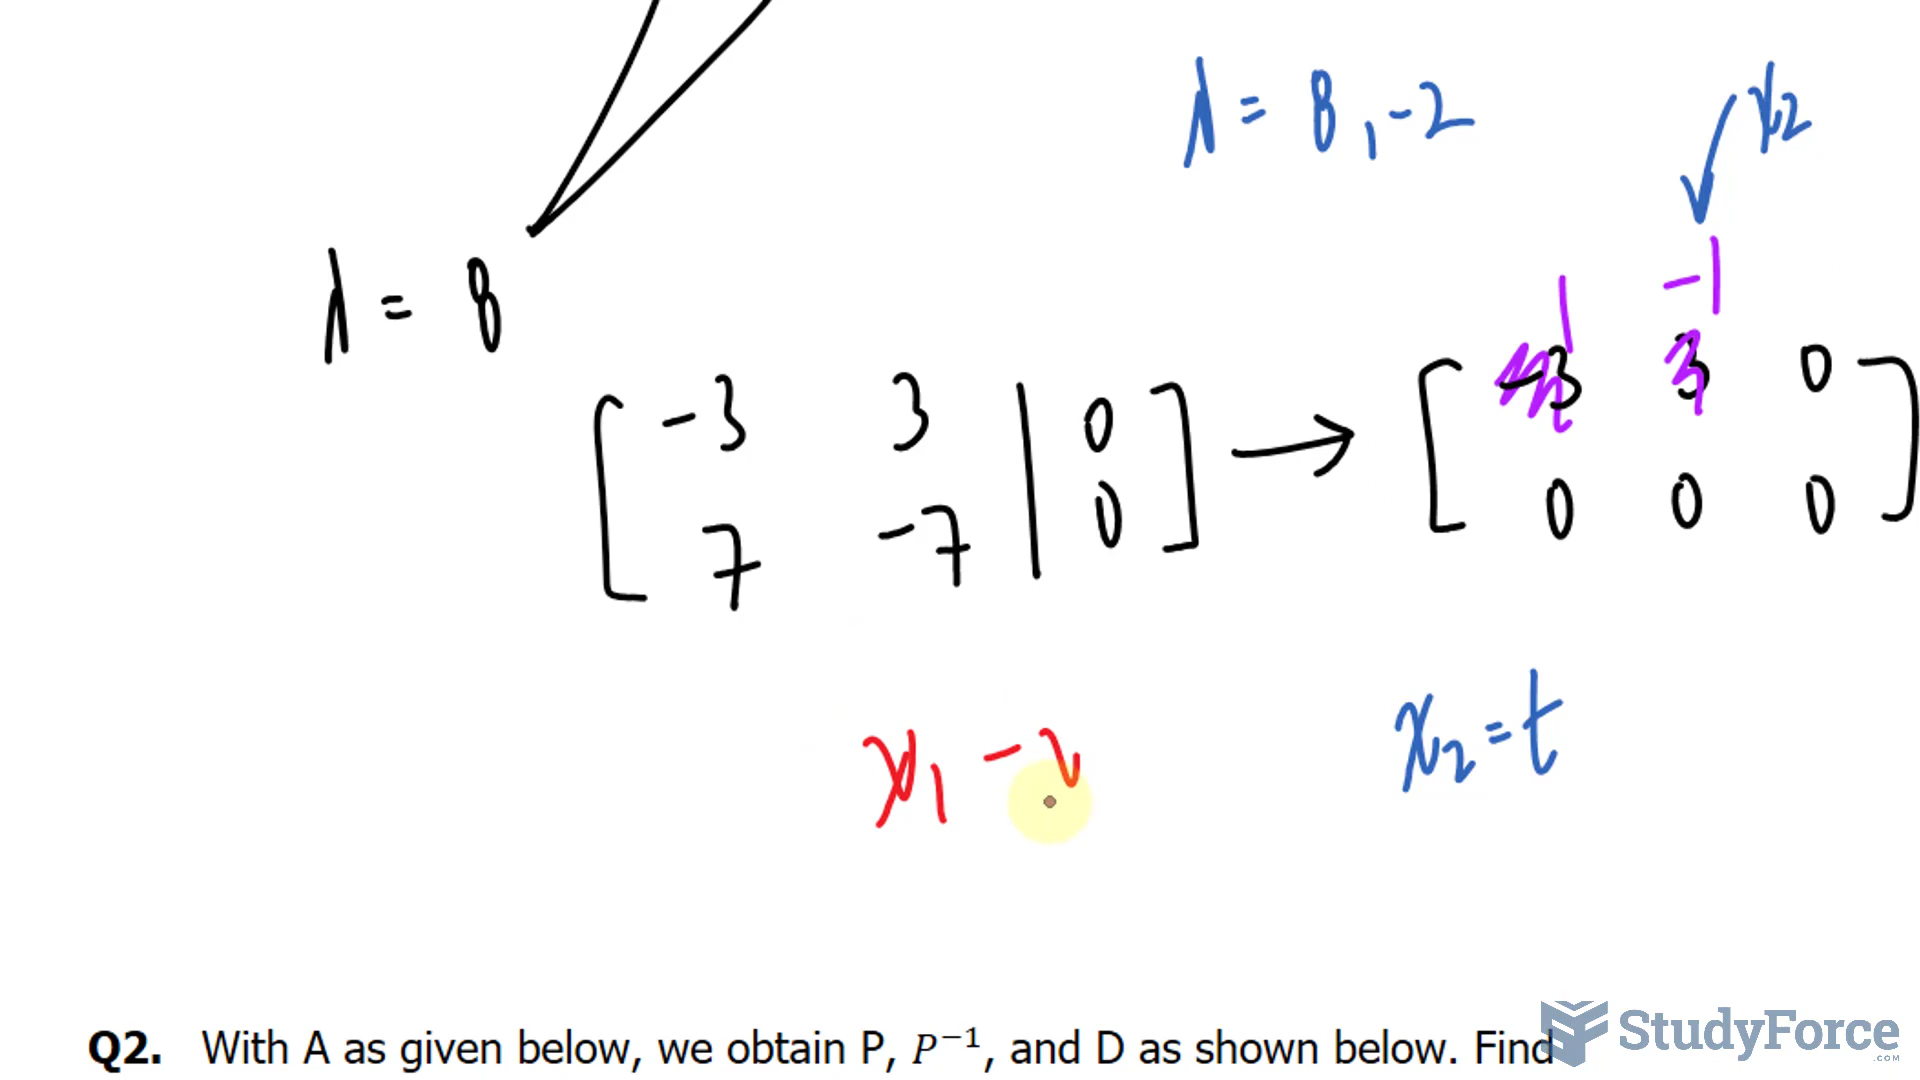 λ = 8, -2
x2
λ = 8
1 -1
[ -3 3 | 0 ] → [ -3 3 0 ]
[ 7 -7 | 0 ] [ 0 0 0 ]
x1 -
x2 = t
Q2. With A as given below, we obtain P, P⁻¹, and D as shown below. Find
StudyForce
.COM